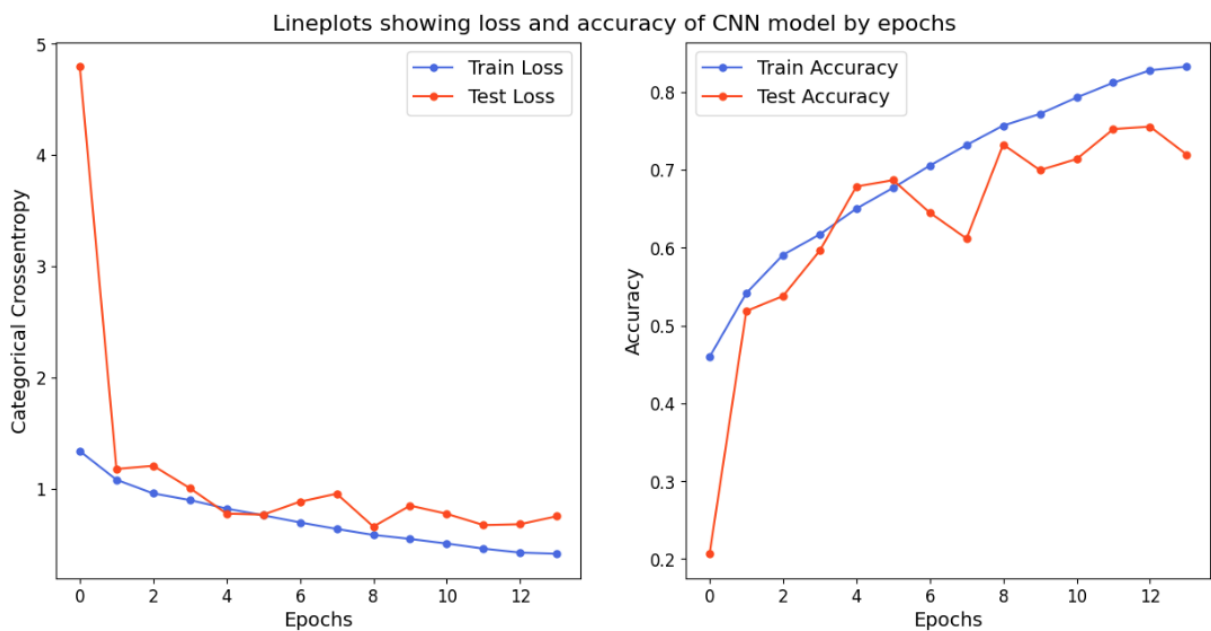 Lineplots showing loss and accuracy of CNN model by epochs
5
4
3
2
1
Categorical Crossentropy
Train Loss
Test Loss
0 2 4 6 8 10 12
Epochs
0.8
0.7
0.6
0.5
0.4
0.3
0.2
Accuracy
Train Accuracy
Test Accuracy
0 2 4 6 8 10 12
Epochs